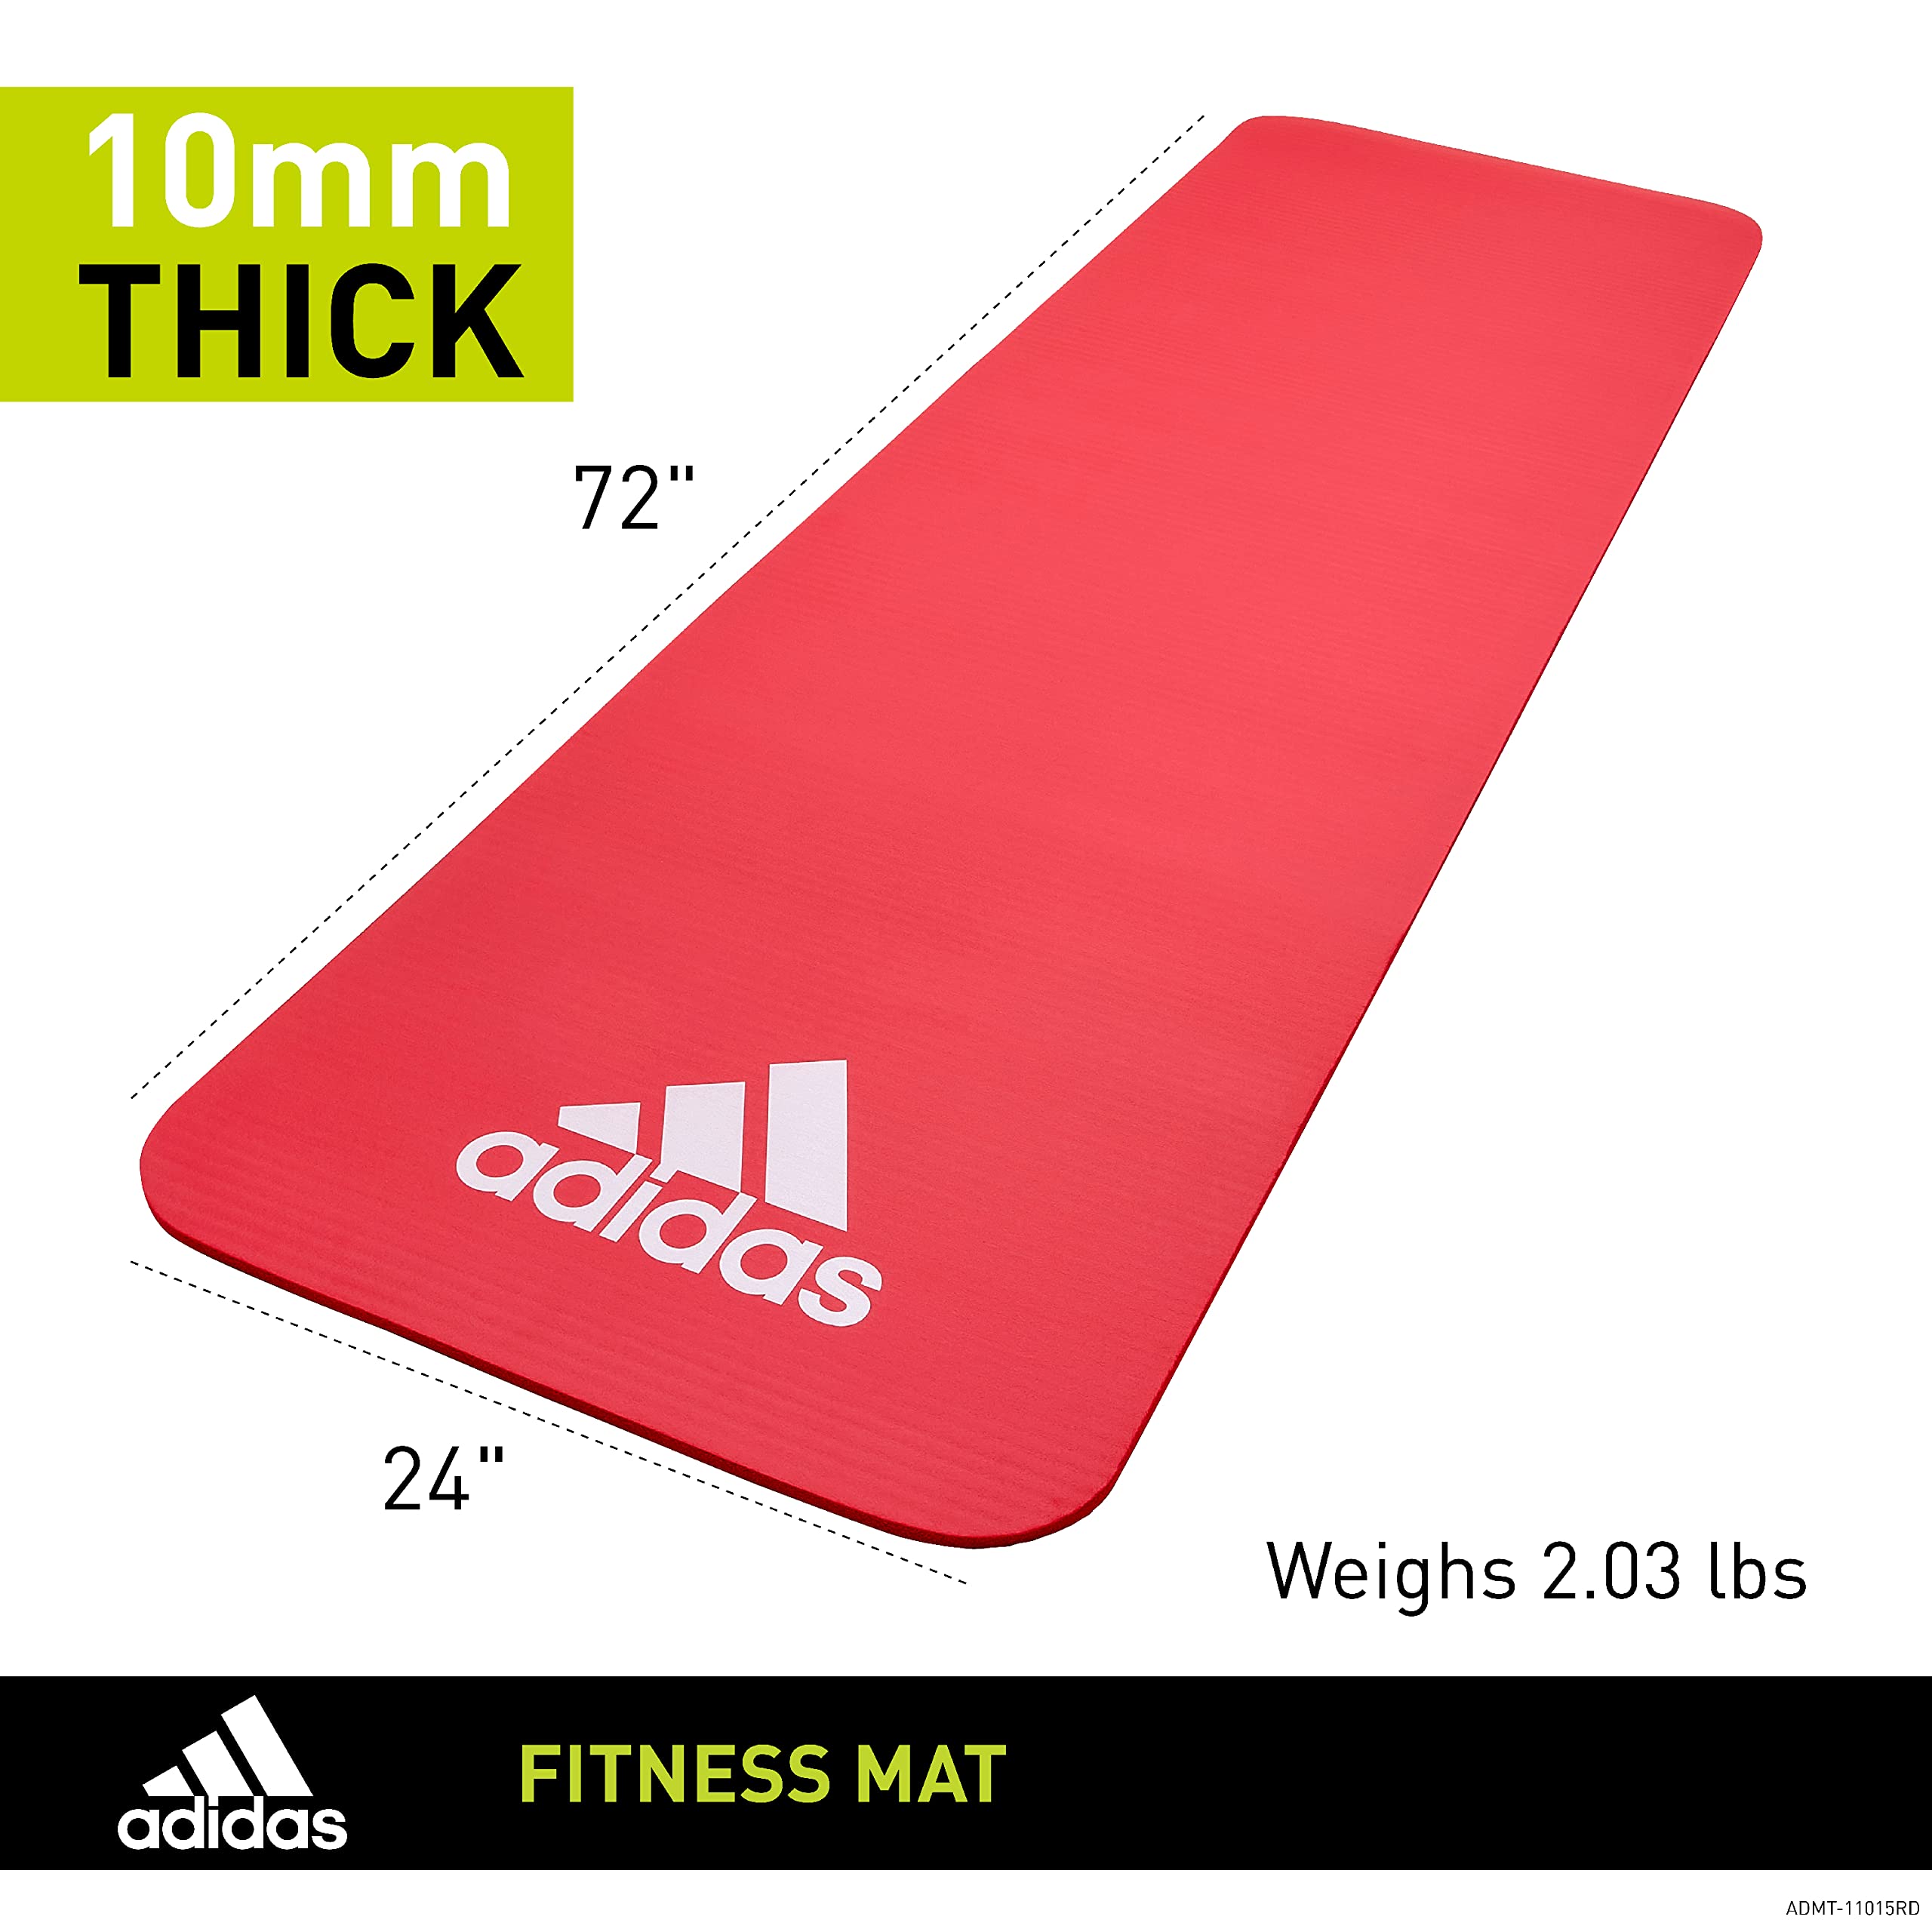 10mm
THICK
72"
24"
adidas
Weighs 2.03 lbs
adidas
FITNESS MAT
ADMT-11015RD